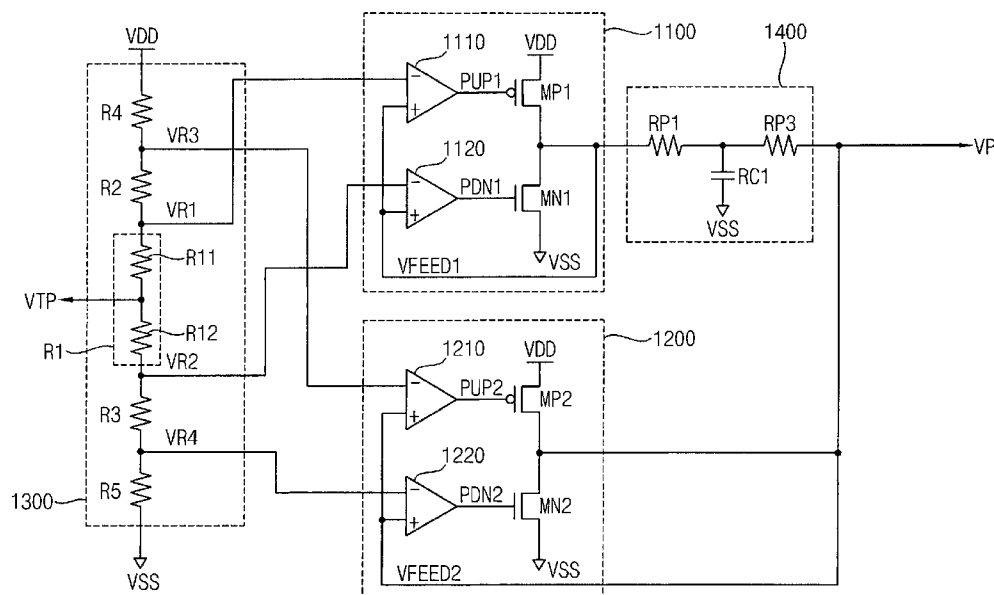 1100
1400
VDD
1110
PUP1
VDD
MP1
R4
VR3
RP1
RP3
VP
1120
R2
PDN1
MN1
RC1
VR1
VSS
R11
VFEED1
VSS
VTP
R12
1210
1200
R1
VR2
PUP2
VDD
MP2
R3
VR4
1220
1300
R5
PDN2
MN2
VSS
VFEED2
VSS